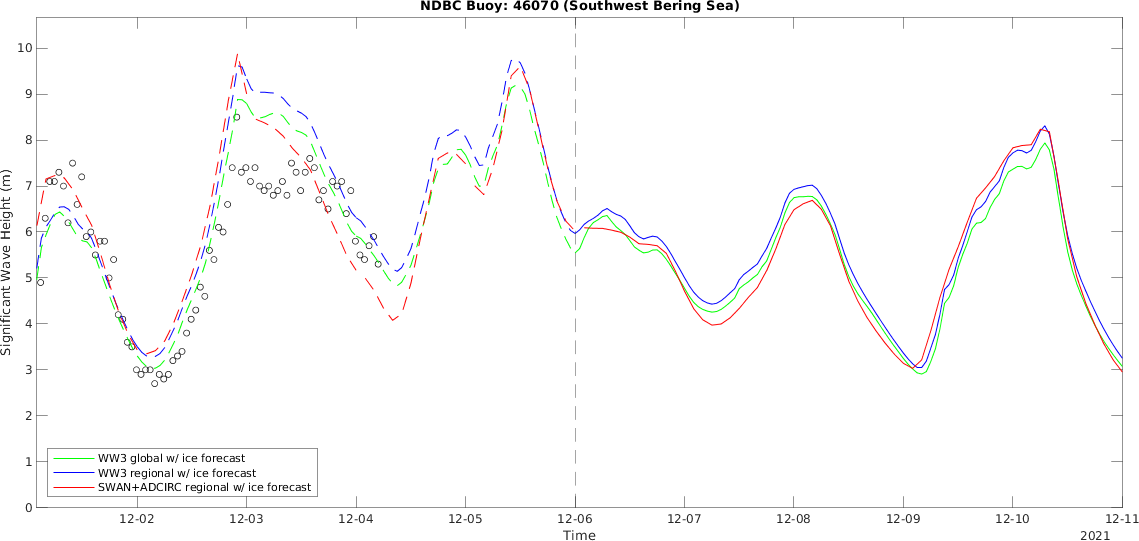 NDBC Buoy: 46070 (Southwest Bering Sea)
Significant Wave Height (m)
10
9
8
7
6
5
4
3
2
1
0
WW3 global w/ ice forecast
WW3 regional w/ ice forecast
SWAN+ADCIRC regional w/ ice forecast
12-02 12-03 12-04 12-05 12-06 12-07 12-08 12-09 12-10 12-11
Time
2021